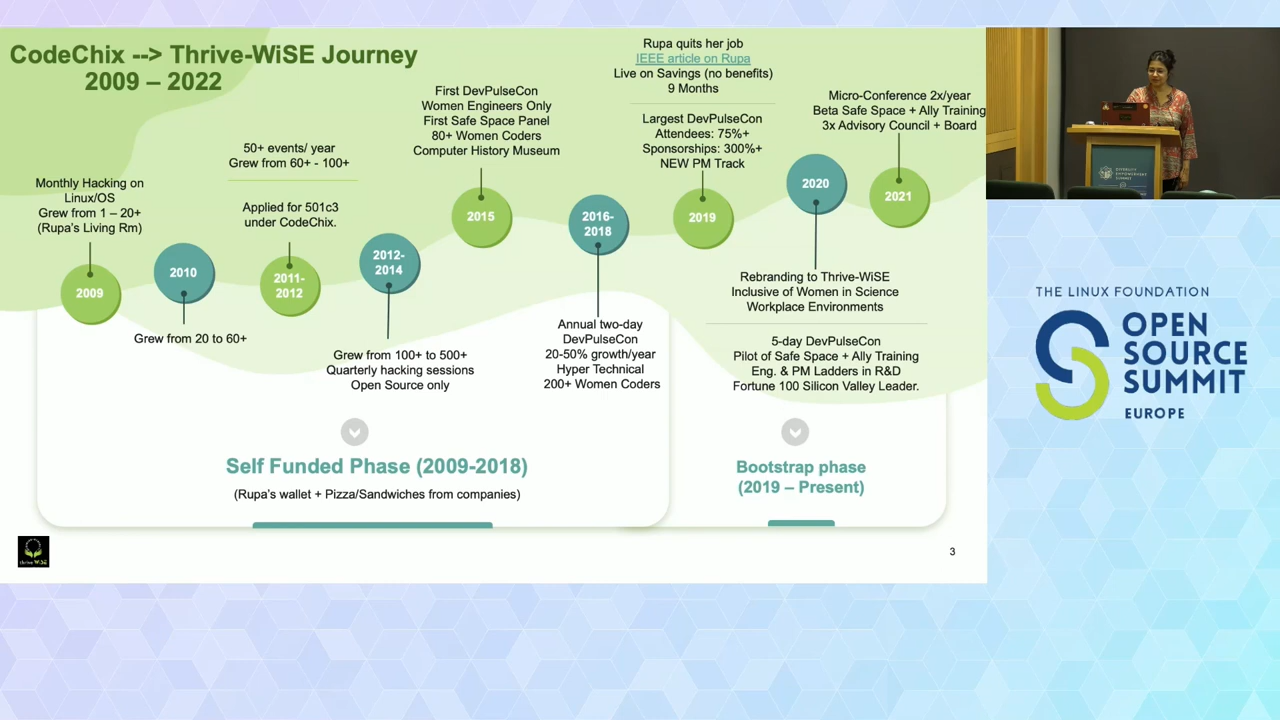 CodeChix --> Thrive-WiSE Journey
2009 – 2022
Monthly Hacking on
Linux/OS
Grew from 1 – 20+
(Rupa's Living Rm)
2009
2010
Grew from 20 to 60+
50+ events/ year
Grew from 60+ - 100+
Applied for 501c3
under CodeChix.
2011-
2012
2012-
2014
Grew from 100+ to 500+
Quarterly hacking sessions
Open Source only
First DevPulseCon
Women Engineers Only
First Safe Space Panel
80+ Women Coders
Computer History Museum
2015
2016-
2018
Annual two-day
DevPulseCon
20-50% growth/year
Hyper Technical
200+ Women Coders
Rupa quits her job
IEEE article on Rupa
Live on Savings (no benefits)
9 Months
Largest DevPulseCon
Attendees: 75%+
Sponsorships: 300%+
NEW PM Track
2019
2020
Rebranding to Thrive-WiSE
Inclusive of Women in Science
Workplace Environments
5-day DevPulseCon
Pilot of Safe Space + Ally Training
Eng. & PM Ladders in R&D
Fortune 100 Silicon Valley Leader.
Micro-Conference 2x/year
Beta Safe Space + Ally Training
3x Advisory Council + Board
2021
Self Funded Phase (2009-2018)
(Rupa's wallet + Pizza/Sandwiches from companies)
Bootstrap phase
(2019 – Present)
thrive WiSE
3
THE LINUX FOUNDATION
OPEN
SOURCE
SUMMIT
EUROPE